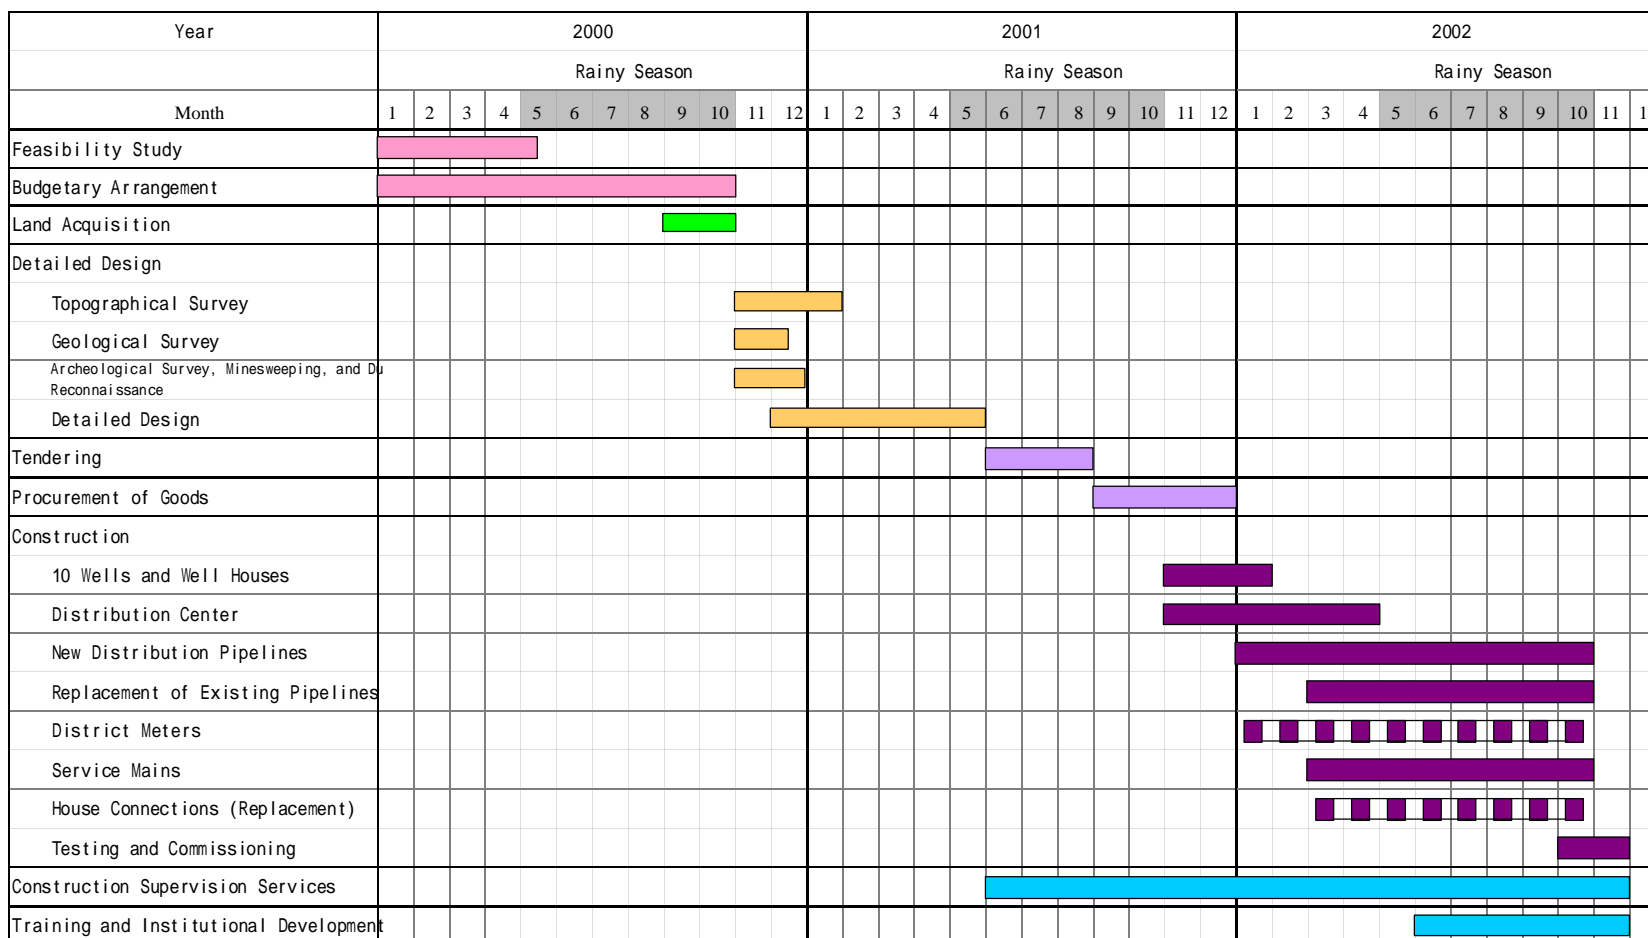 Year 2000 2001 2002
Rainy Season Rainy Season Rainy Season
Month 1 2 3 4 5 6 7 8 9 10 11 12 1 2 3 4 5 6 7 8 9 10 11 12 1 2 3 4 5 6 7 8 9 10 11 1
Feasibility Study
Budgetary Arrangement
Land Acquisition
Detailed Design
Topographical Survey
Geological Survey
Archeological Survey, Minesweeping, and Du
Reconnaissance
Detailed Design
Tendering
Procurement of Goods
Construction
10 Wells and Well Houses
Distribution Center
New Distribution Pipelines
Replacement of Existing Pipelines
District Meters
Service Mains
House Connections (Replacement)
Testing and Commissioning
Construction Supervision Services
Training and Institutional Development